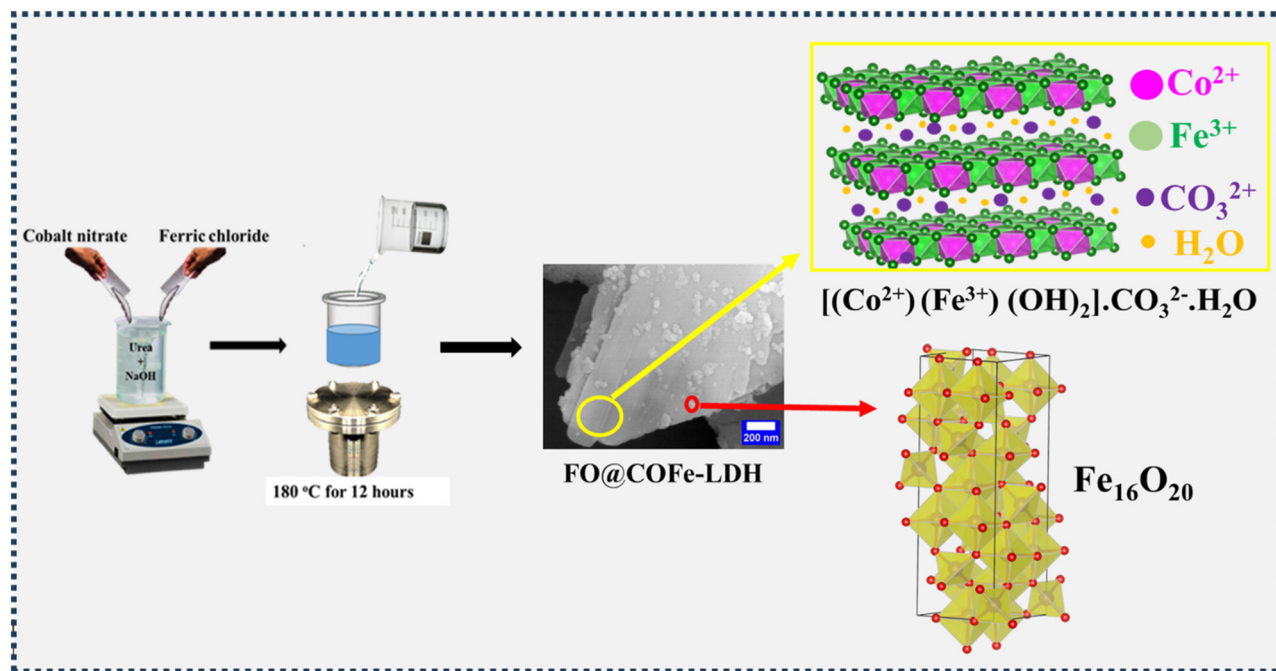 Cobalt nitrate
Ferric chloride
Urea
+
NaOH
180 °C for 12 hours
200 nm
FO@COFe-LDH
Co²⁺
Fe³⁺
CO₃²⁺
H₂O
[(Co²⁺) (Fe³⁺) (OH)₂].CO₃²⁻.H₂O
Fe₁₆O₂₀